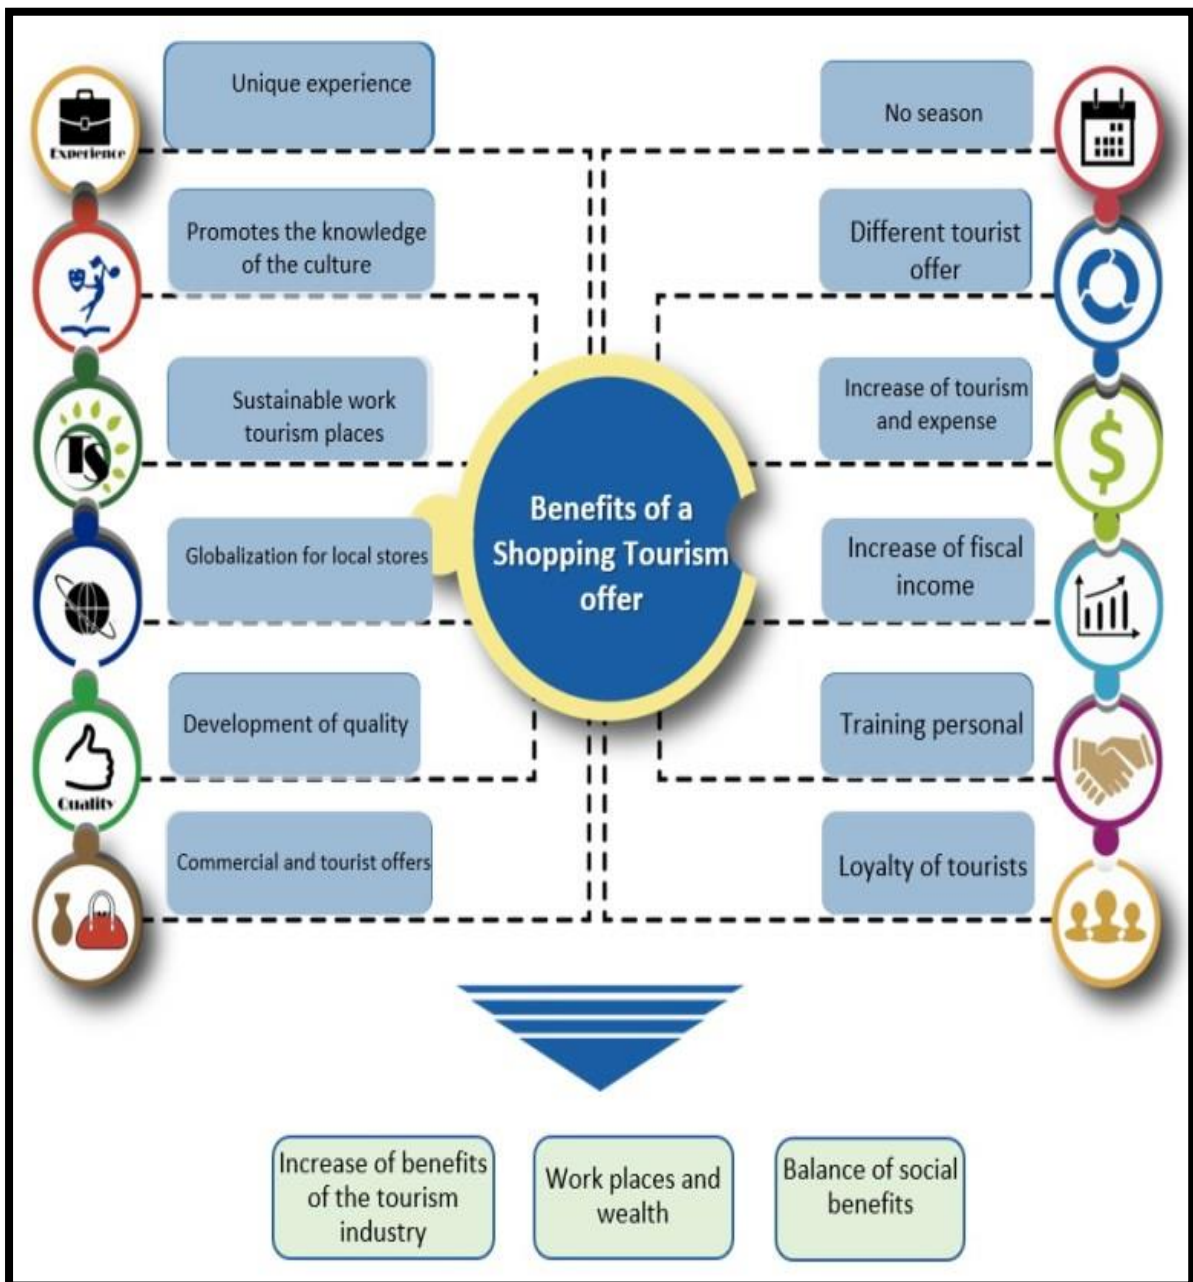 Unique experience
Experience
Promotes the knowledge
of the culture
Sustainable work
tourism places
TS
Globalization for local stores
Development of quality
Quality
Commercial and tourist offers
Benefits of a
Shopping Tourism
offer
No season
Different tourist
offer
Increase of tourism
and expense
$
Increase of fiscal
income
Training personal
Loyalty of tourists
Increase of benefits
of the tourism
industry
Work places and
wealth
Balance of social
benefits